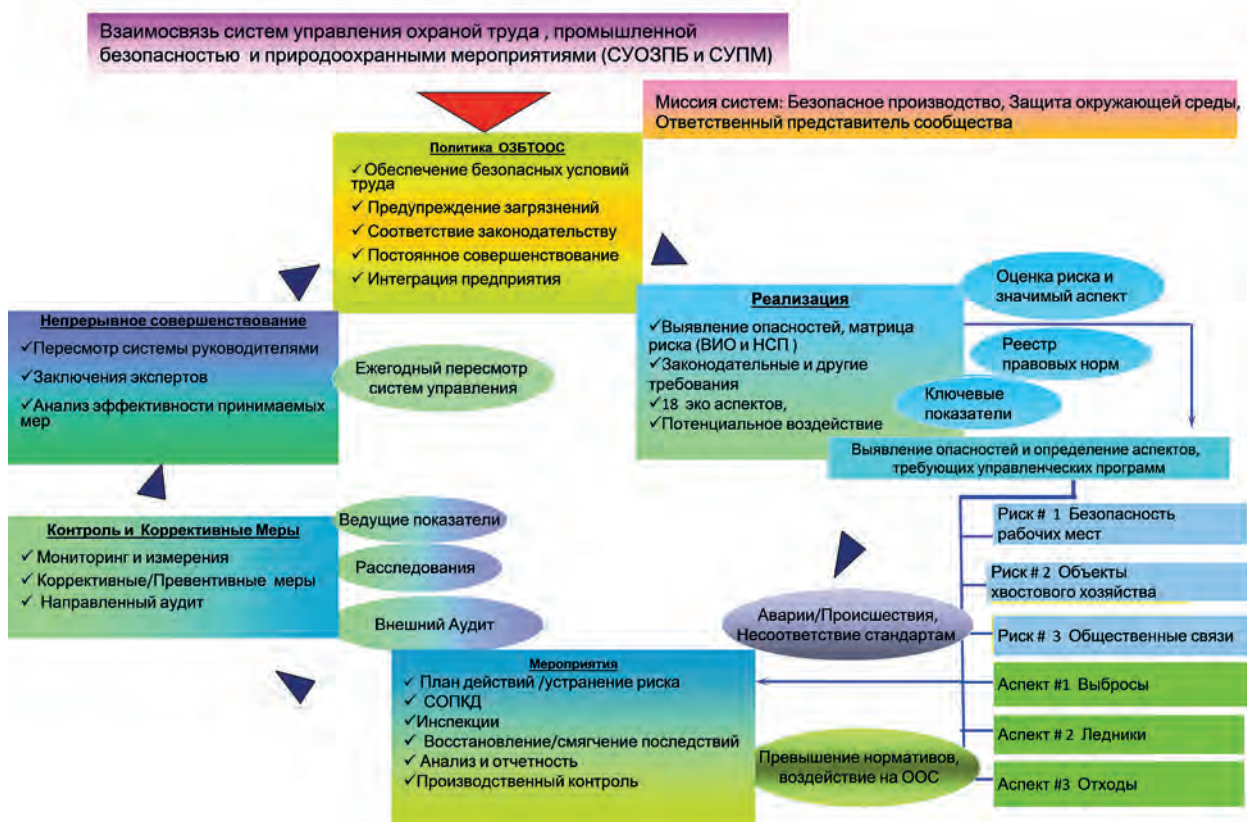 Взаимосвязь систем управления охраной труда , промышленной
безопасностью и природоохранными мероприятиями (СУОЗПБ и СУПМ)
Миссия систем: Безопасное производство, Защита окружающей среды,
Ответственный представитель сообщества
Политика ОЗБТООС
✓ Обеспечение безопасных условий
труда
✓ Предупреждение загрязнений
✓ Соответствие законодательству
✓ Постоянное совершенствование
✓ Интеграция предприятия
Реализация
✓Выявление опасностей, матрица
риска (ВИО и НСП )
✓Законодательные и другие
требования
✓18 эко аспектов,
✓Потенциальное воздействие
Оценка риска и
значимый аспект
Реестр
правовых норм
Ключевые
показатели
Выявление опасностей и определение аспектов,
требующих управленческих программ
Риск # 1 Безопасность
рабочих мест
Риск # 2 Объекты
хвостового хозяйства
Риск # 3 Общественные связи
Аспект #1 Выбросы
Аспект # 2 Ледники
Аспект #3 Отходы
Аварии/Происшествия,
Несоответствие стандартам
Превышение нормативов,
воздействие на ООС
Мероприятия
✓ План действий /устранение риска
✓ СОПКД
✓Инспекции
✓ Восстановление/смягчение последствий
✓ Анализ и отчетность
✓Производственный контроль
Контроль и Коррективные Меры
✓ Мониторинг и измерения
✓ Коррективные/Превентивные меры
✓ Направленный аудит
Ведущие показатели
Расследования
Внешний Аудит
Непрерывное совершенствование
✓Пересмотр системы руководителями
✓Заключения экспертов
✓Анализ эффективности принимаемых
мер
Ежегодный пересмотр
систем управления